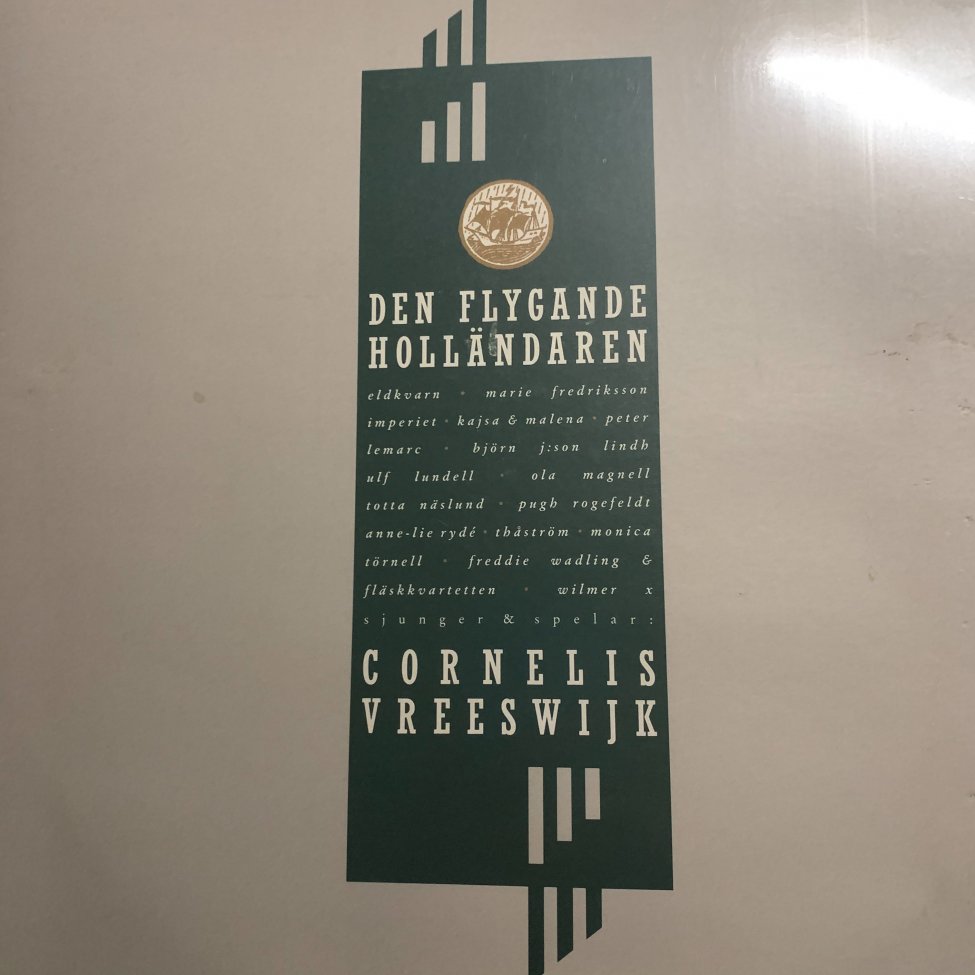 DEN FLYGANDE
HOLLÄNDAREN
eldkvarn • marie fredriksson
imperiet • kajsa & malena • peter
lemarc • björn j:son lindh
ulf lundell • ola magnell
totta näslund • pugh rogefeldt
anne-lie rydé • thåström • monica
törnell • freddie wadling &
fläskkvartetten • wilmer x
sjunger & spelar:
CORNELIS
VREESWIJK